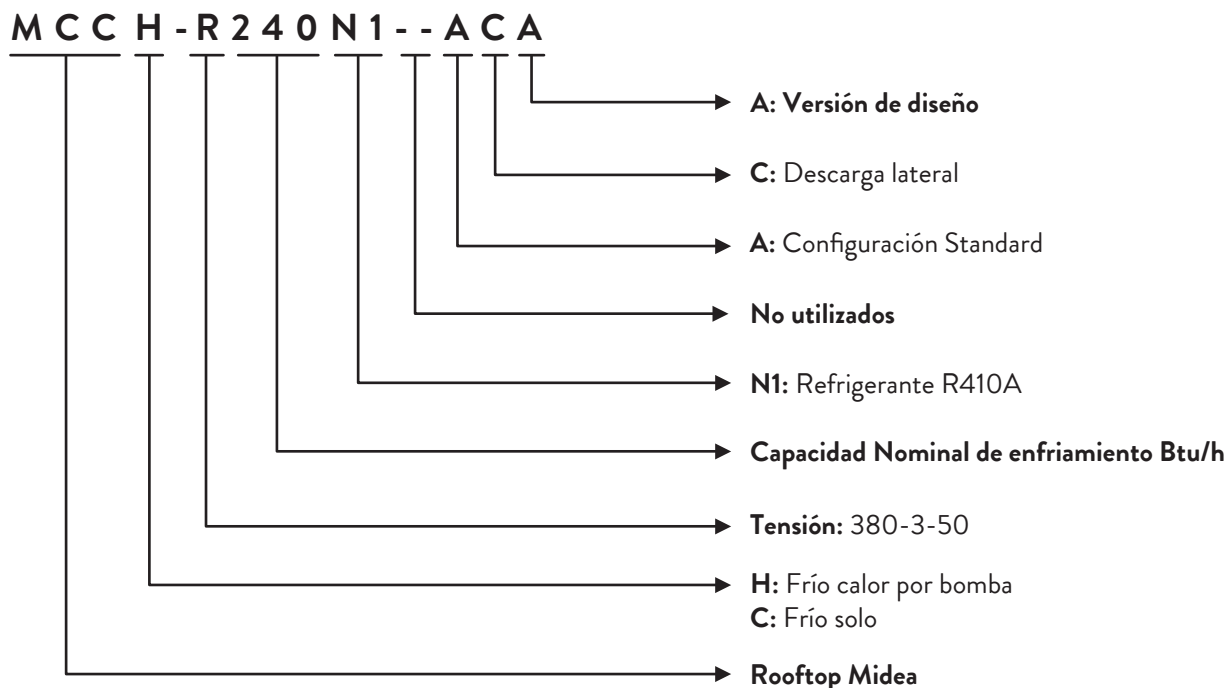 MCCH-R240N1--ACA
A: Versión de diseño
C: Descarga lateral
A: Configuración Standard
No utilizados
N1: Refrigerante R410A
Capacidad Nominal de enfriamiento Btu/h
Tensión: 380-3-50
H: Frío calor por bomba
C: Frío solo
Rooftop Midea